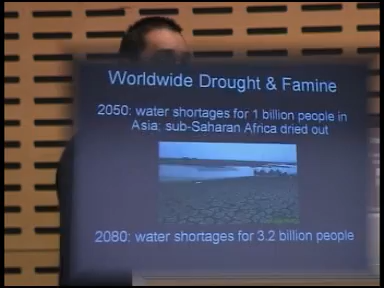 Worldwide Drought & Famine
2050: water shortages for 1 billion people in
Asia; sub-Saharan Africa dried out
2080: water shortages for 3.2 billion people